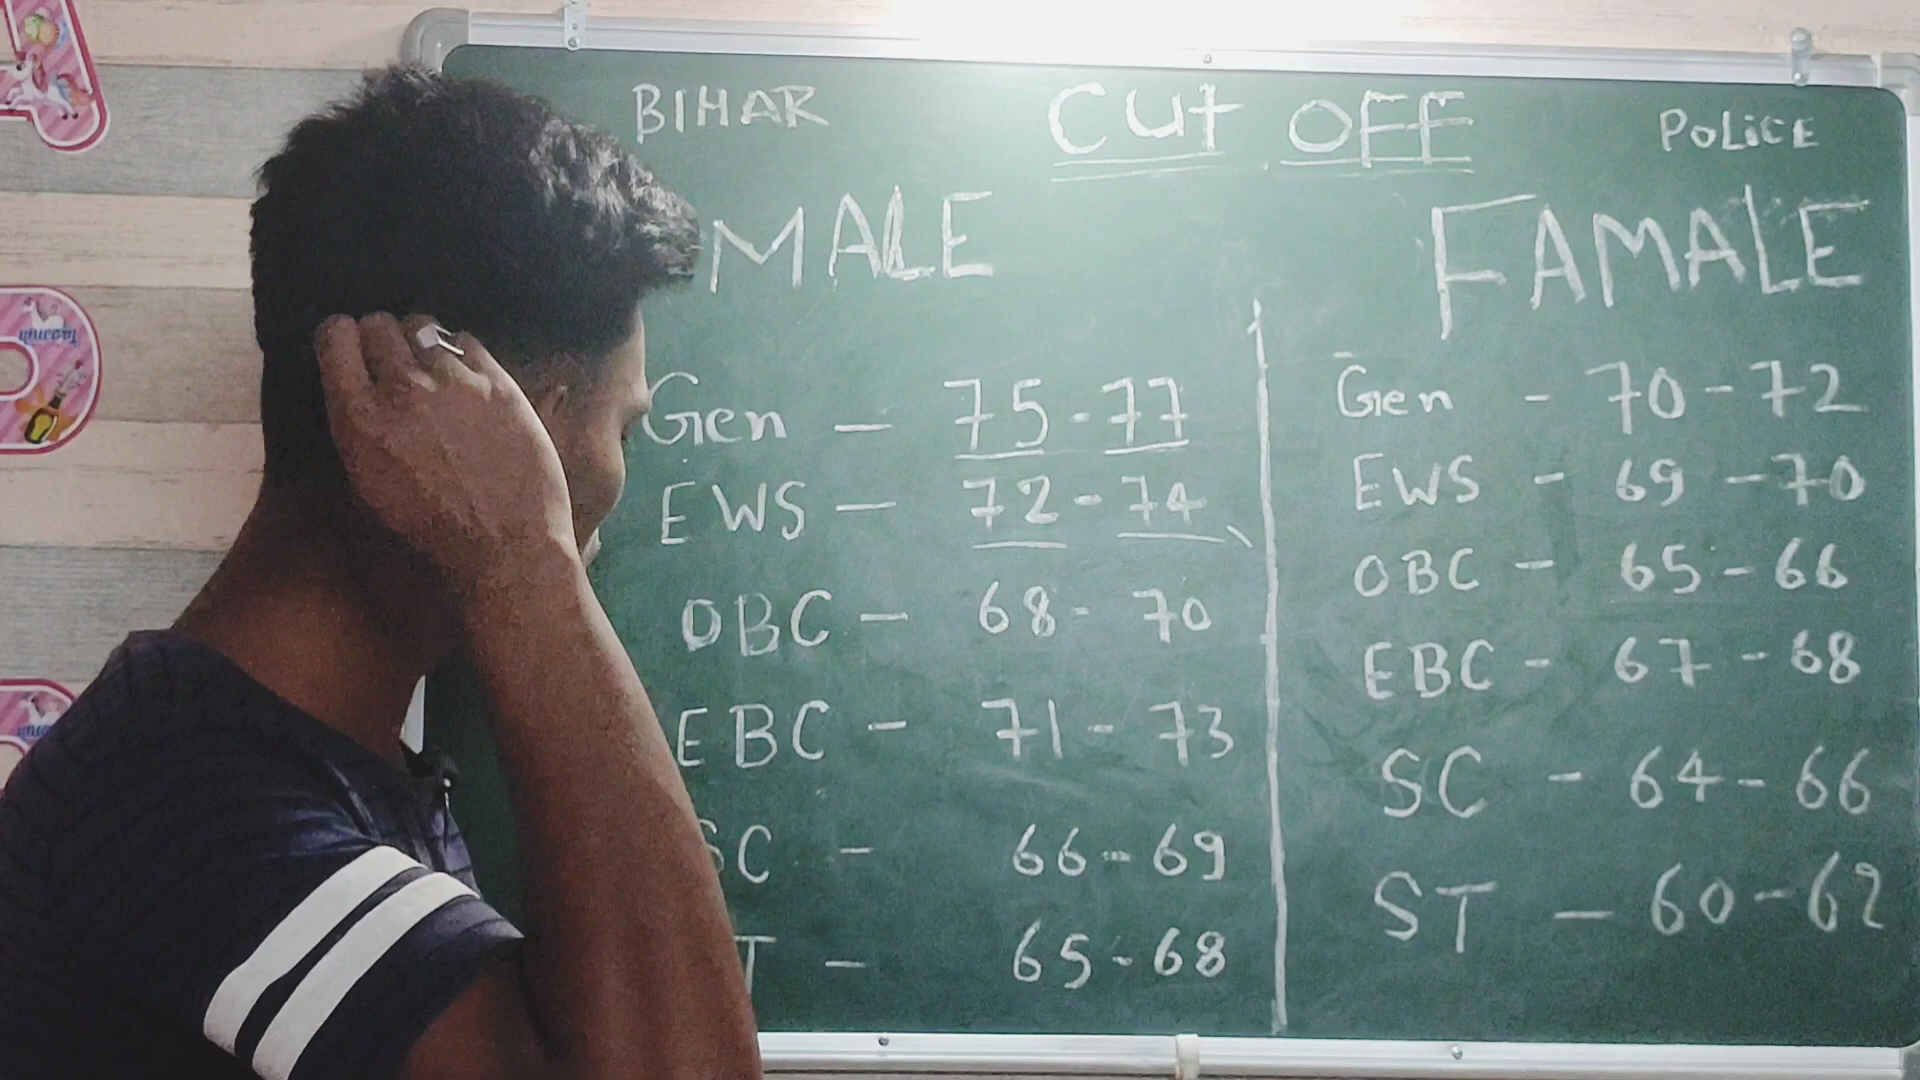 BIHAR CUt OFF POLiCE
MALE FAMALE
Gen — 75-77
EWS — 72-74
OBC — 68-70
EBC - 71-73
SC - 66-69
T - 65-68
Gen - 70-72
EWS - 69-70
OBC - 65-66
EBC - 67-68
SC - 64-66
ST — 60-62
unicorn